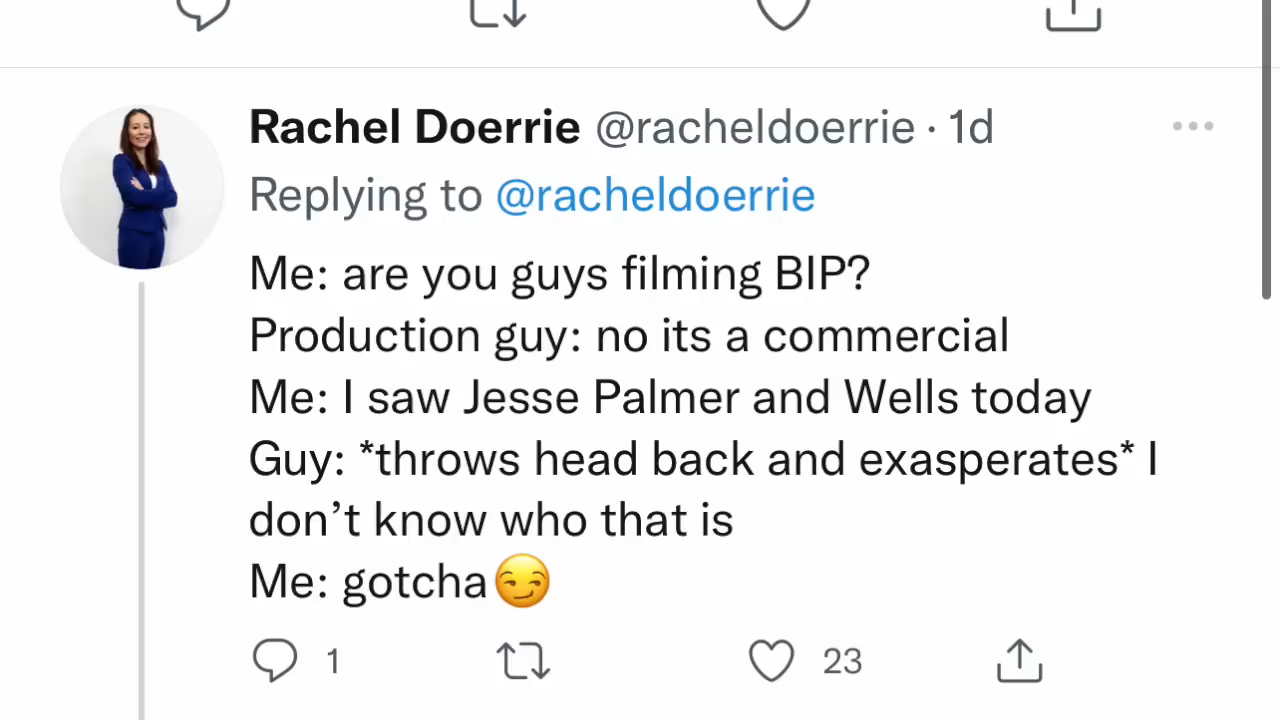 Rachel Doerrie @racheldoerrie · 1d
Replying to @racheldoerrie
Me: are you guys filming BIP?
Production guy: no its a commercial
Me: I saw Jesse Palmer and Wells today
Guy: *throws head back and exasperates* I
don’t know who that is
Me: gotcha😏
1 23